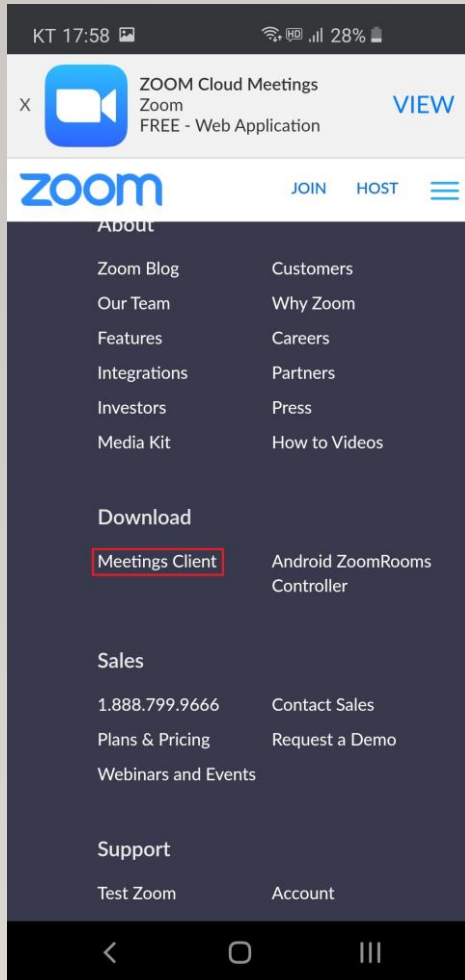 KT 17:58
HD 28%
X
ZOOM Cloud Meetings
Zoom
FREE - Web Application
VIEW
zoom
JOIN HOST
About
Zoom Blog Customers
Our Team Why Zoom
Features Careers
Integrations Partners
Investors Press
Media Kit How to Videos
Download
Meetings Client Android ZoomRooms
Controller
Sales
1.888.799.9666 Contact Sales
Plans & Pricing Request a Demo
Webinars and Events
Support
Test Zoom Account